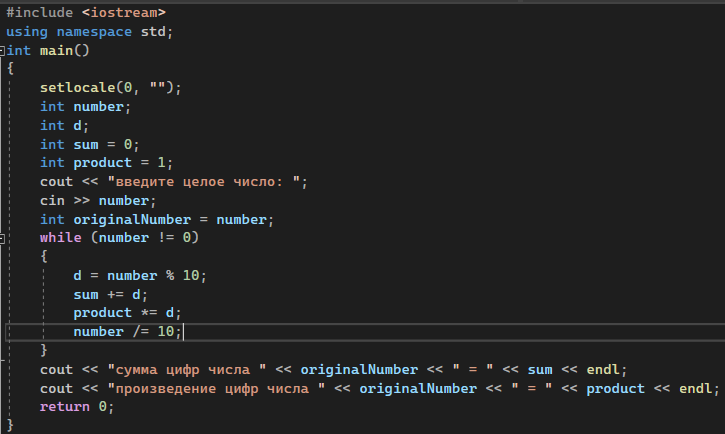 #include <iostream>
using namespace std;
int main()
{
setlocale(0, "");
int number;
int d;
int sum = 0;
int product = 1;
cout << "введите целое число: ";
cin >> number;
int originalNumber = number;
while (number != 0)
{
d = number % 10;
sum += d;
product *= d;
number /= 10;
}
cout << "сумма цифр числа " << originalNumber << " = " << sum << endl;
cout << "произведение цифр числа " << originalNumber << " = " << product << endl;
return 0;
}